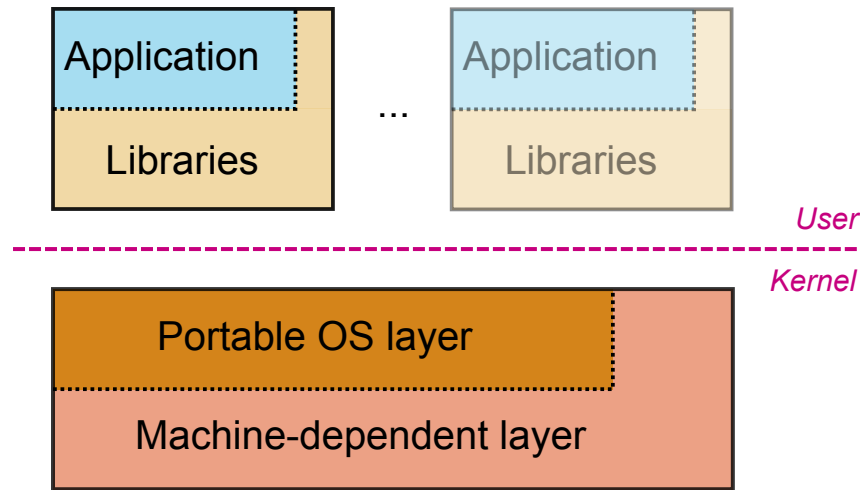 Application
Application
...
Libraries
Libraries
User
Kernel
Portable OS layer
Machine-dependent layer